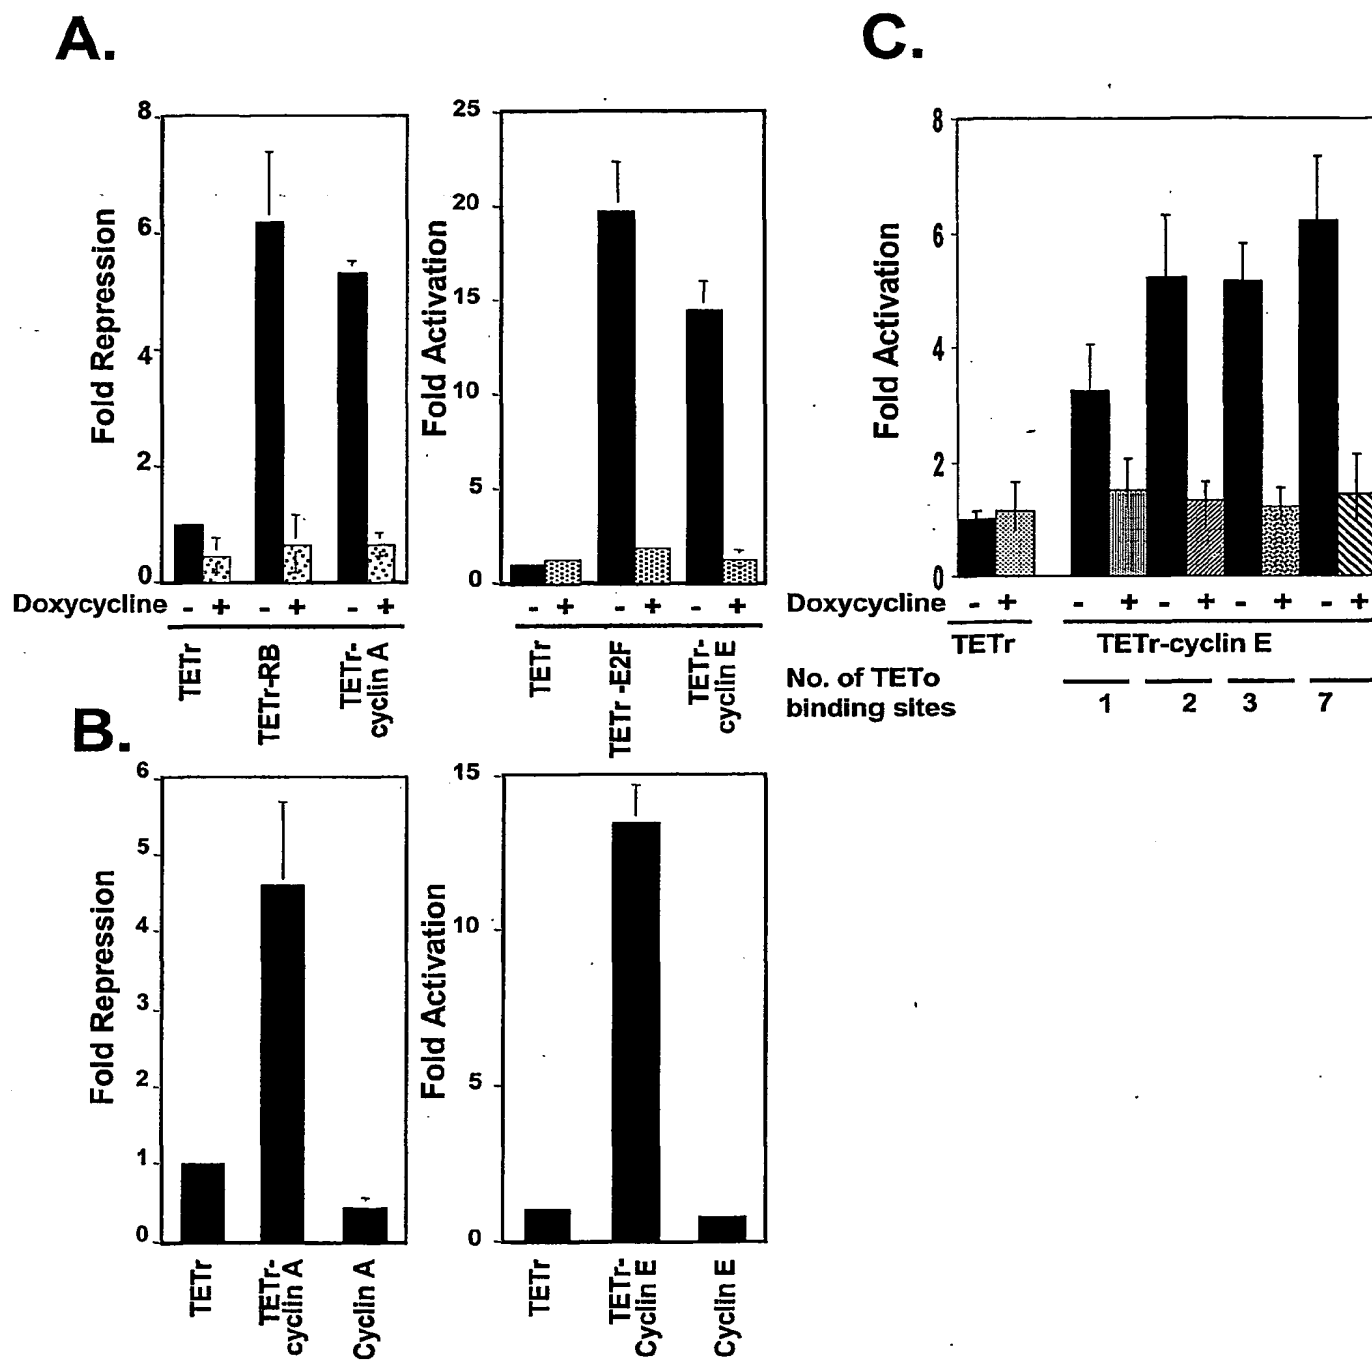 A.
8
6
4
2
0
Fold Repression
Doxycycline - + - + - +
TETr
TETr-RB
TETr-
cyclin A
25
20
15
10
5
0
Fold Activation
- + - + - +
TETr
TETr -E2F
TETr-
cyclin E
B.
6
5
4
3
2
1
0
Fold Repression
TETr
TETr-
cyclin A
Cyclin A
15
10
5
0
Fold Activation
TETr
TETr-
Cyclin E
Cyclin E
C.
8
6
4
2
0
Fold Activation
Doxycycline - + - + - + - + - +
TETr TETr-cyclin E
No. of TETo
binding sites 1 2 3 7